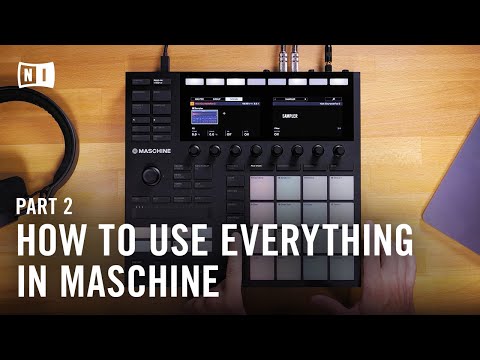 NI
MASCHINE
SAMPLER
PART 2
HOW TO USE EVERYTHING
IN MASCHINE